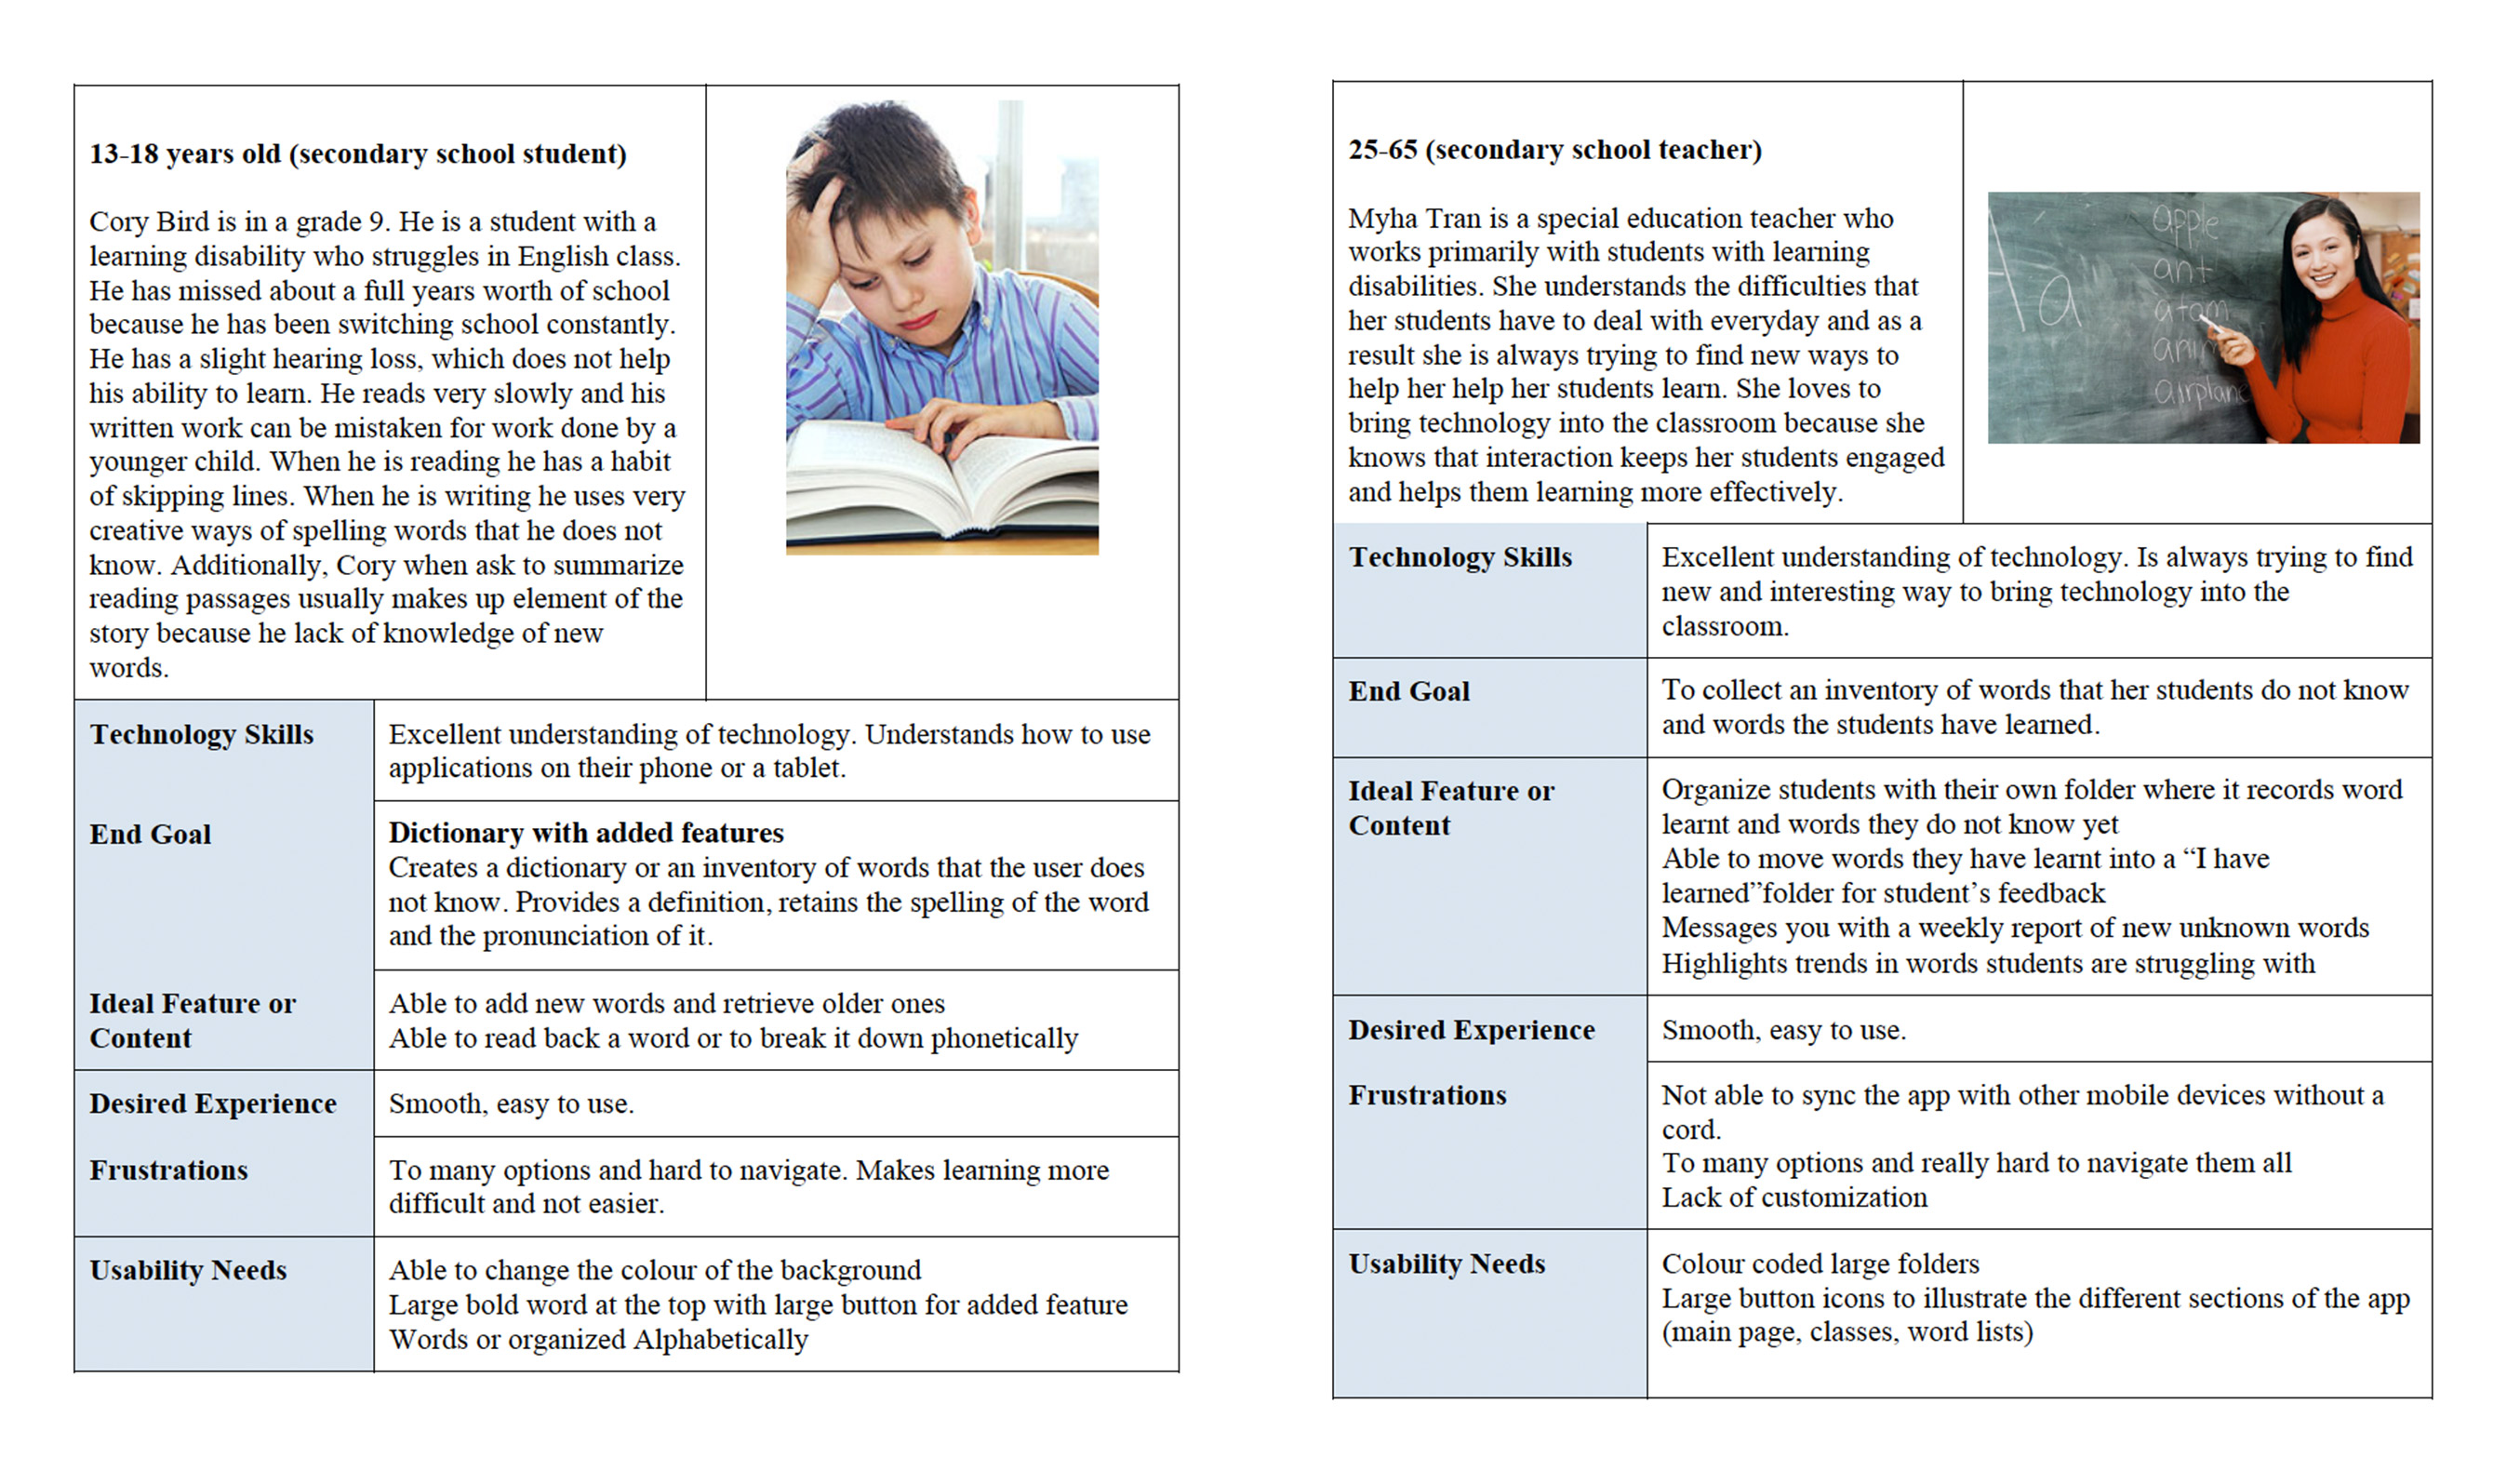 13-18 years old (secondary school student)
Cory Bird is in a grade 9. He is a student with a
learning disability who struggles in English class.
He has missed about a full years worth of school
because he has been switching school constantly.
He has a slight hearing loss, which does not help
his ability to learn. He reads very slowly and his
written work can be mistaken for work done by a
younger child. When he is reading he has a habit
of skipping lines. When he is writing he uses very
creative ways of spelling words that he does not
know. Additionally, Cory when ask to summarize
reading passages usually makes up element of the
story because he lack of knowledge of new
words.
Technology Skills
Excellent understanding of technology. Understands how to use
applications on their phone or a tablet.
End Goal
Dictionary with added features
Creates a dictionary or an inventory of words that the user does
not know. Provides a definition, retains the spelling of the word
and the pronunciation of it.
Ideal Feature or
Content
Able to add new words and retrieve older ones
Able to read back a word or to break it down phonetically
Desired Experience
Smooth, easy to use.
Frustrations
To many options and hard to navigate. Makes learning more
difficult and not easier.
Usability Needs
Able to change the colour of the background
Large bold word at the top with large button for added feature
Words or organized Alphabetically
25-65 (secondary school teacher)
Myha Tran is a special education teacher who
works primarily with students with learning
disabilities. She understands the difficulties that
her students have to deal with everyday and as a
result she is always trying to find new ways to
help her help her students learn. She loves to
bring technology into the classroom because she
knows that interaction keeps her students engaged
and helps them learning more effectively.
a
apple
ant
atom
anim
airplane
Technology Skills
Excellent understanding of technology. Is always trying to find
new and interesting way to bring technology into the
classroom.
End Goal
To collect an inventory of words that her students do not know
and words the students have learned.
Ideal Feature or
Content
Organize students with their own folder where it records word
learnt and words they do not know yet
Able to move words they have learnt into a “I have
learned”folder for student’s feedback
Messages you with a weekly report of new unknown words
Highlights trends in words students are struggling with
Desired Experience
Smooth, easy to use.
Frustrations
Not able to sync the app with other mobile devices without a
cord.
To many options and really hard to navigate them all
Lack of customization
Usability Needs
Colour coded large folders
Large button icons to illustrate the different sections of the app
(main page, classes, word lists)